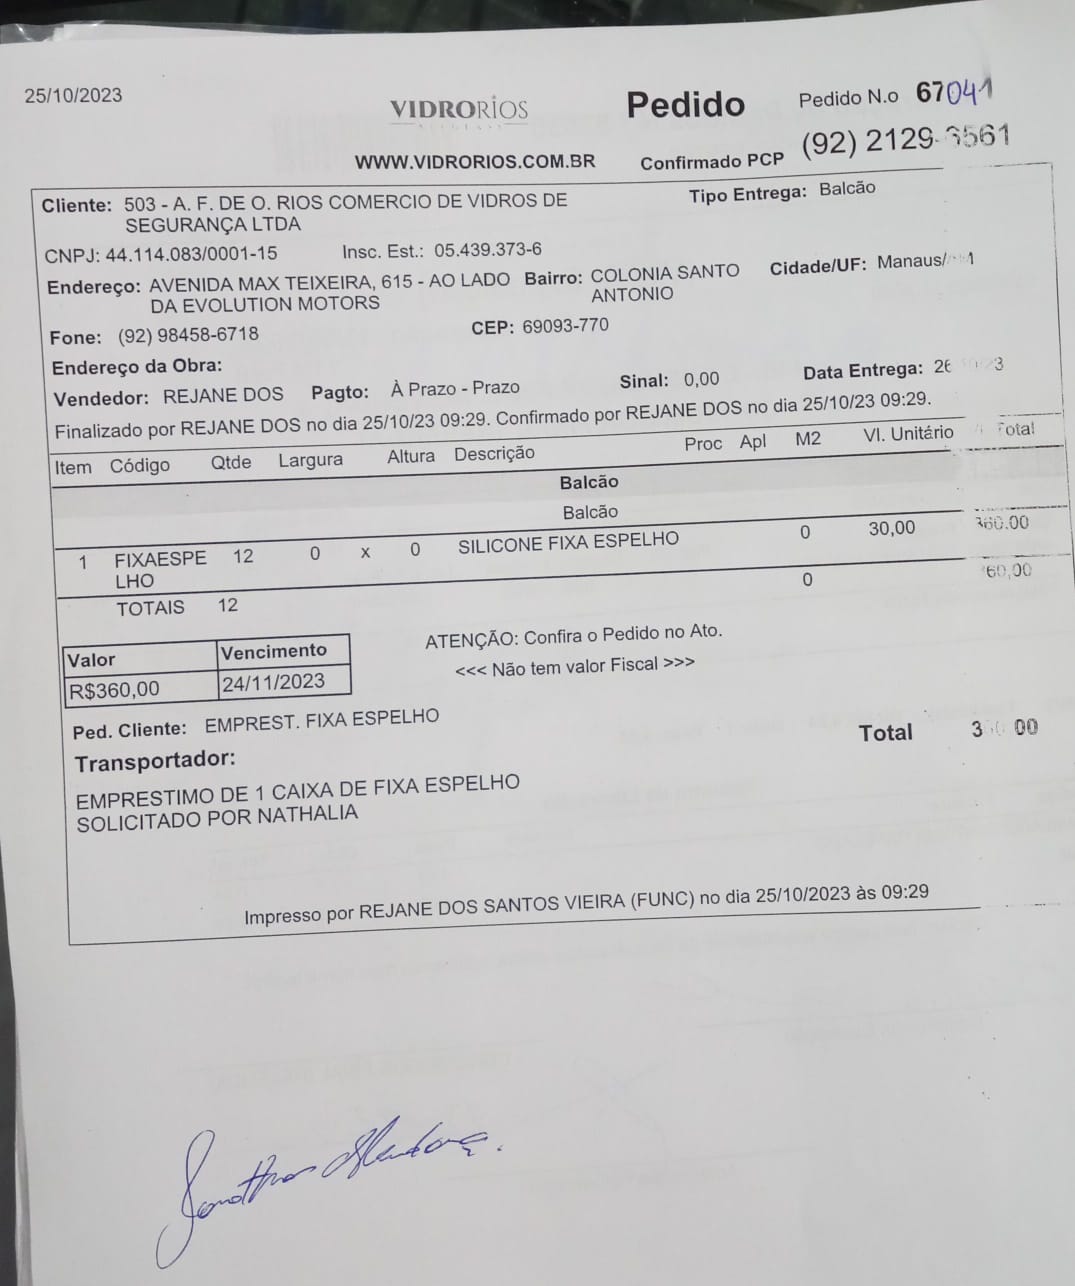 25/10/2023
VIDRORIOS
Pedido
Pedido N.o 67041
WWW.VIDRORIOS.COM.BR
Confirmado PCP
(92) 2129-3561
Cliente: 503 - A. F. DE O. RIOS COMERCIO DE VIDROS DE
SEGURANÇA LTDA
Tipo Entrega: Balcão
CNPJ: 44.114.083/0001-15 Insc. Est.: 05.439.373-6
Endereço: AVENIDA MAX TEIXEIRA, 615 - AO LADO
DA EVOLUTION MOTORS
Bairro: COLONIA SANTO
ANTONIO
Cidade/UF: Manaus/
Fone: (92) 98458-6718
CEP: 69093-770
Endereço da Obra:
Vendedor: REJANE DOS Pagto: À Prazo - Prazo Sinal: 0,00 Data Entrega:
Finalizado por REJANE DOS no dia 25/10/23 09:29. Confirmado por REJANE DOS no dia 25/10/23 09:29.
Item Código Qtde Largura Altura Descrição Proc Apl M2 Vl. Unitário Total
Balcão
Balcão
1 FIXAESPE 12 0 x 0 SILICONE FIXA ESPELHO 0 30,00 360.00
LHO
TOTAIS 12 0 60,00
Valor Vencimento
R$360,00 24/11/2023
ATENÇÃO: Confira o Pedido no Ato.
<<< Não tem valor Fiscal >>>
Ped. Cliente: EMPREST. FIXA ESPELHO
Total
Transportador:
EMPRESTIMO DE 1 CAIXA DE FIXA ESPELHO
SOLICITADO POR NATHALIA
Impresso por REJANE DOS SANTOS VIEIRA (FUNC) no dia 25/10/2023 às 09:29